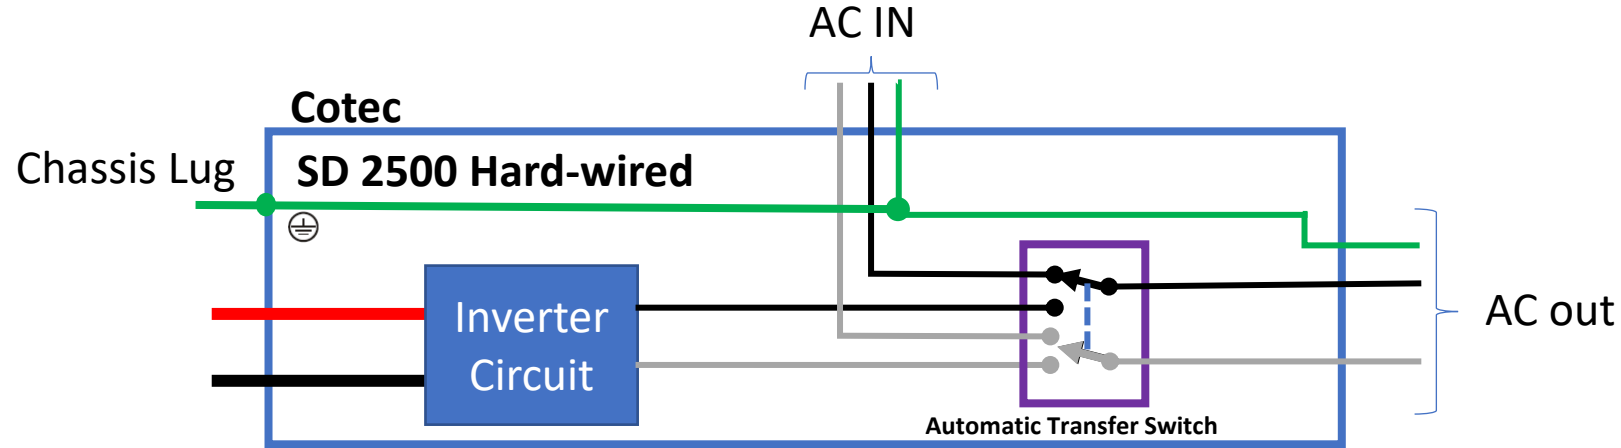 AC IN
Cotec
Chassis Lug
SD 2500 Hard-wired
Inverter
Circuit
AC out
Automatic Transfer Switch